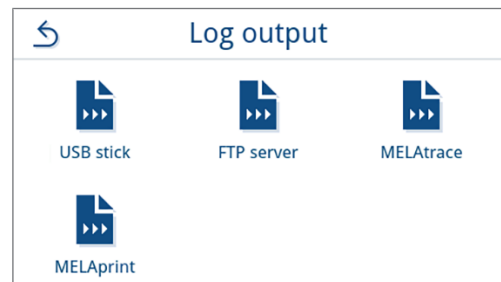 Log output
USB stick
FTP server
MELAtrace
MELAprint